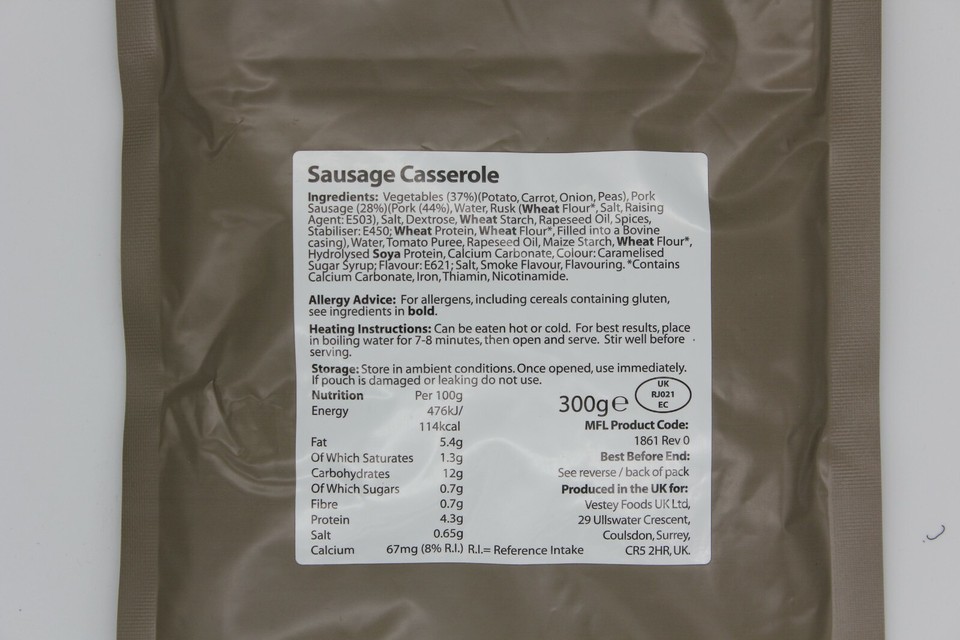 Sausage Casserole
Ingredients: Vegetables (37%)(Potato, Carrot, Onion, Peas), Pork
Sausage (28%)(Pork (44%), Water, Rusk (Wheat Flour*, Salt, Raising
Agent: E503), Salt, Dextrose, Wheat Starch, Rapeseed Oil, Spices,
Stabiliser: E450; Wheat Protein, Wheat Flour*, Filled into a Bovine
casing), Water, Tomato Puree, Rapeseed Oil, Maize Starch, Wheat Flour*,
Hydrolysed Soya Protein, Calcium Carbonate, Colour: Caramelised
Sugar Syrup; Flavour: E621; Salt, Smoke Flavour, Flavouring. *Contains
Calcium Carbonate, Iron, Thiamin, Nicotinamide.
Allergy Advice: For allergens, including cereals containing gluten,
see ingredients in bold.
Heating Instructions: Can be eaten hot or cold. For best results, place
in boiling water for 7-8 minutes, then open and serve. Stir well before
serving.
Storage: Store in ambient conditions. Once opened, use immediately.
If pouch is damaged or leaking do not use.
Nutrition Per 100g
Energy 476kJ/
114kcal
Fat 5.4g
Of Which Saturates 1.3g
Carbohydrates 12g
Of Which Sugars 0.7g
Fibre 0.7g
Protein 4.3g
Salt 0.65g
Calcium 67mg (8% R.I.) R.I.= Reference Intake
300g e
UK
RJ021
EC
MFL Product Code:
1861 Rev 0
Best Before End:
See reverse / back of pack
Produced in the UK for:
Vestey Foods UK Ltd,
29 Ullswater Crescent,
Coulsdon, Surrey,
CR5 2HR, UK.